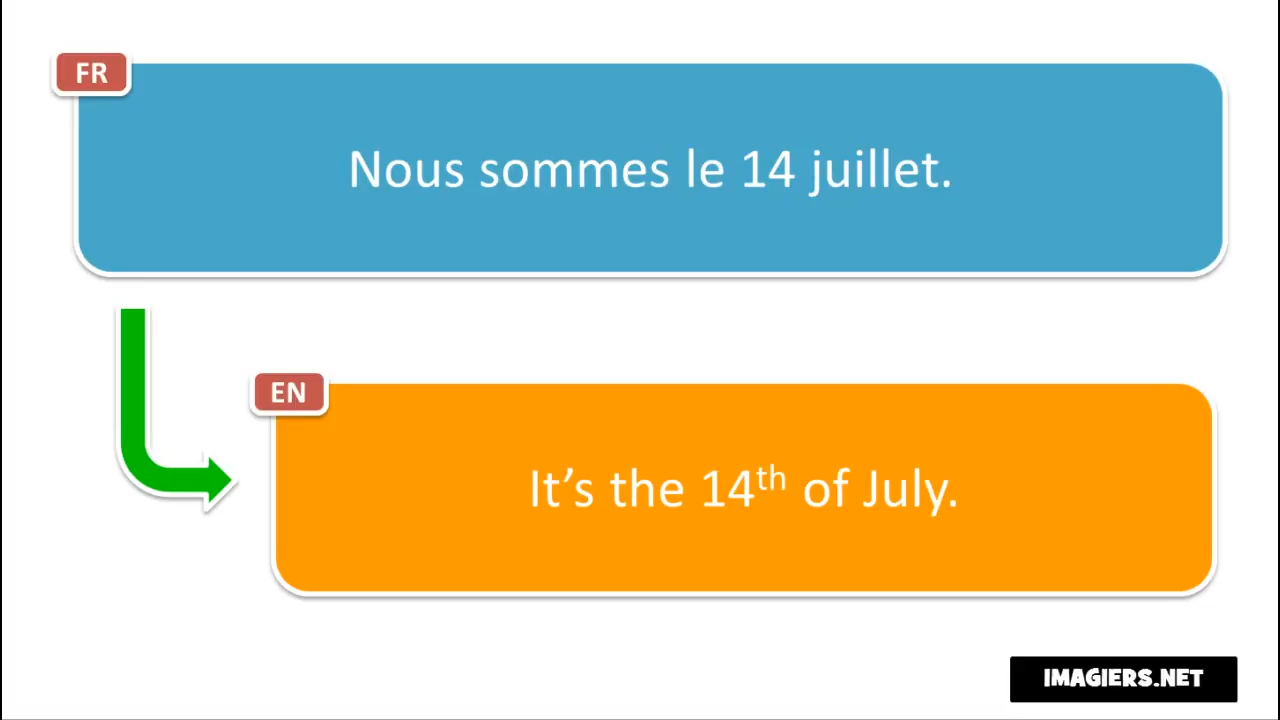 FR
Nous sommes le 14 juillet.
EN
It’s the 14th of July.
IMAGIERS.NET